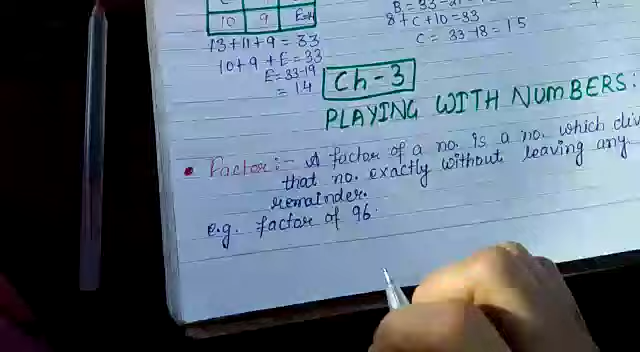 10 9 E=14
13+11+9 = 33
10+9+E=33
E=33-19
= 14
8+C+10=33
C = 33-18 = 15
Ch-3
PLAYING WITH NUMBERS.
• Factor:- A factor of a no. is a no. which div
that no. exactly without leaving any
remainder.
e.g. factor of 96.